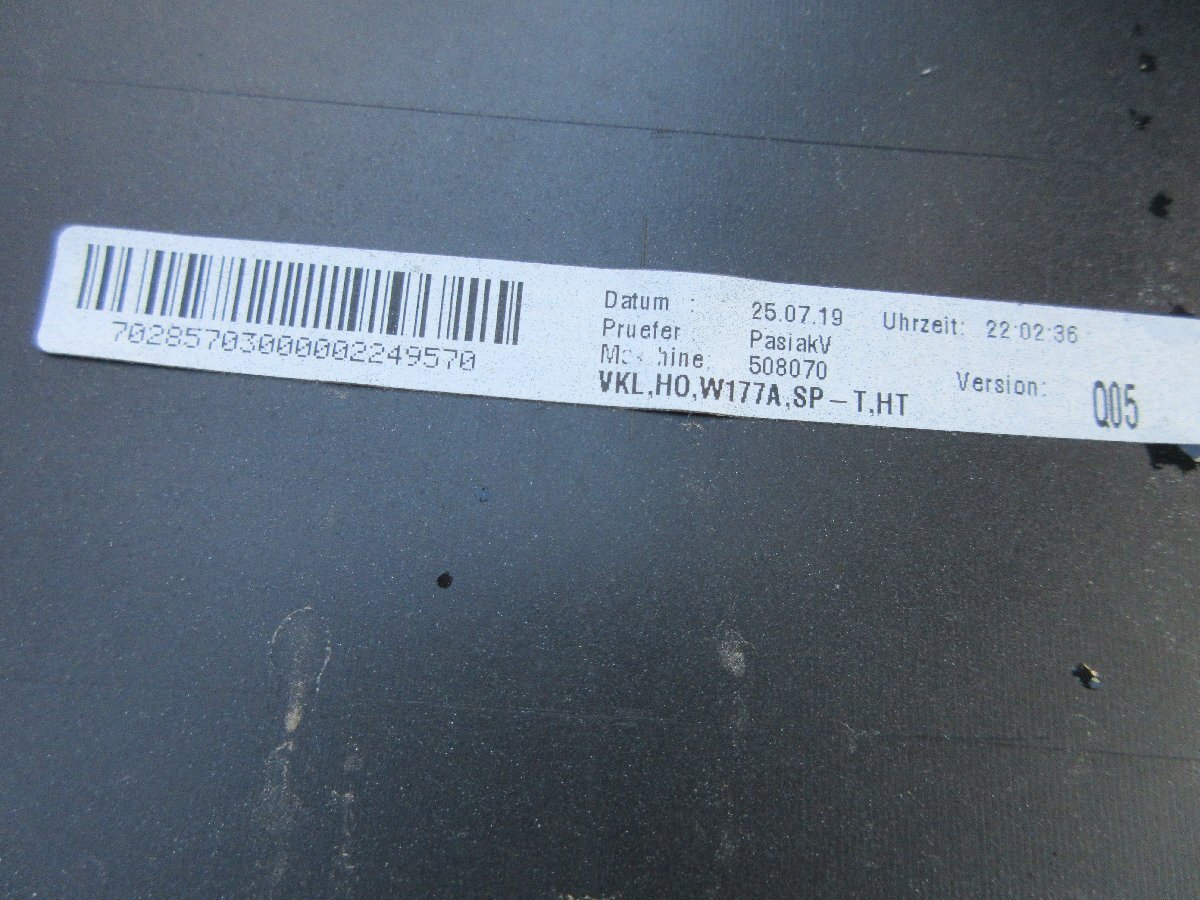 702857030000002249570
Datum : 25.07.19 Uhrzeit: 22:02:36
Pruefer PasiakV
Maschine: 508070 Version: Q05
VKL,HO,W177A,SP-T,HT